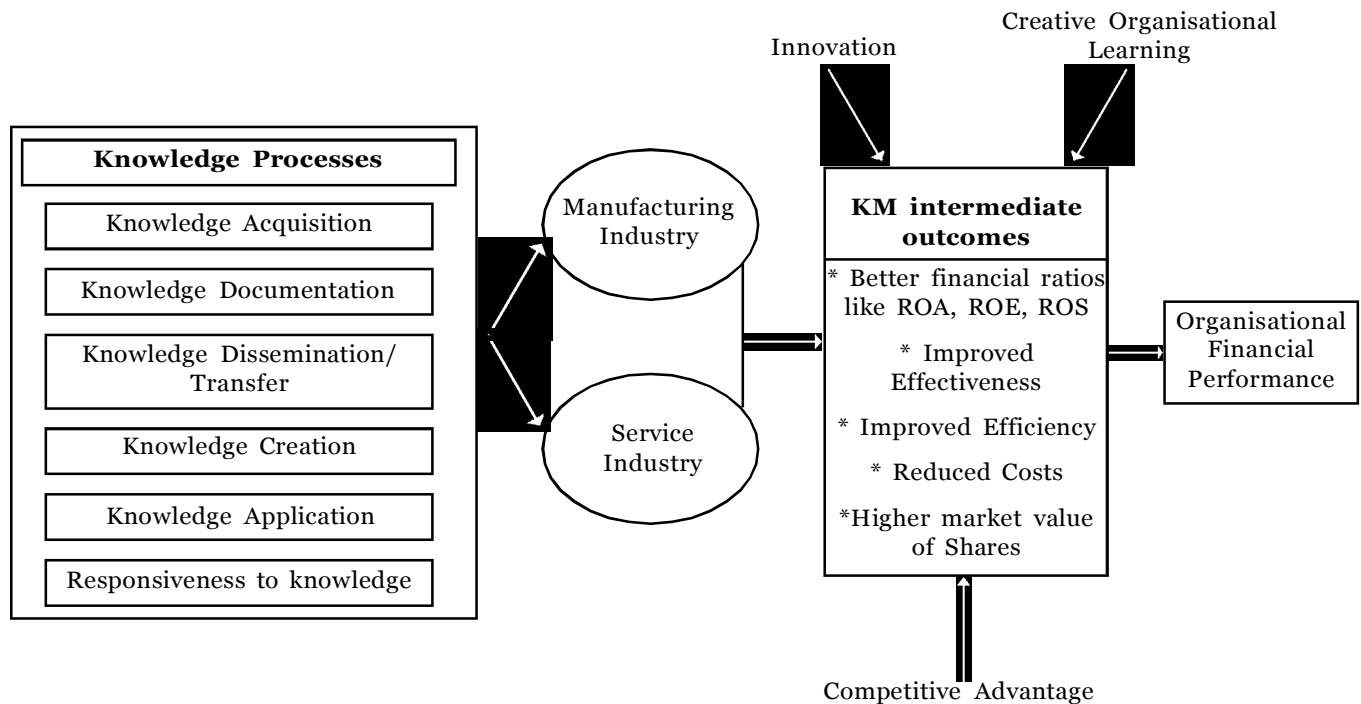 Creative Organisational
Learning
Innovation
Knowledge Processes
Knowledge Acquisition
Knowledge Documentation
Knowledge Dissemination/
Transfer
Knowledge Creation
Knowledge Application
Responsiveness to knowledge
Manufacturing
Industry
Service
Industry
KM intermediate
outcomes
* Better financial ratios
like ROA, ROE, ROS
* Improved
Effectiveness
* Improved Efficiency
* Reduced Costs
*Higher market value
of Shares
Organisational
Financial
Performance
Competitive Advantage